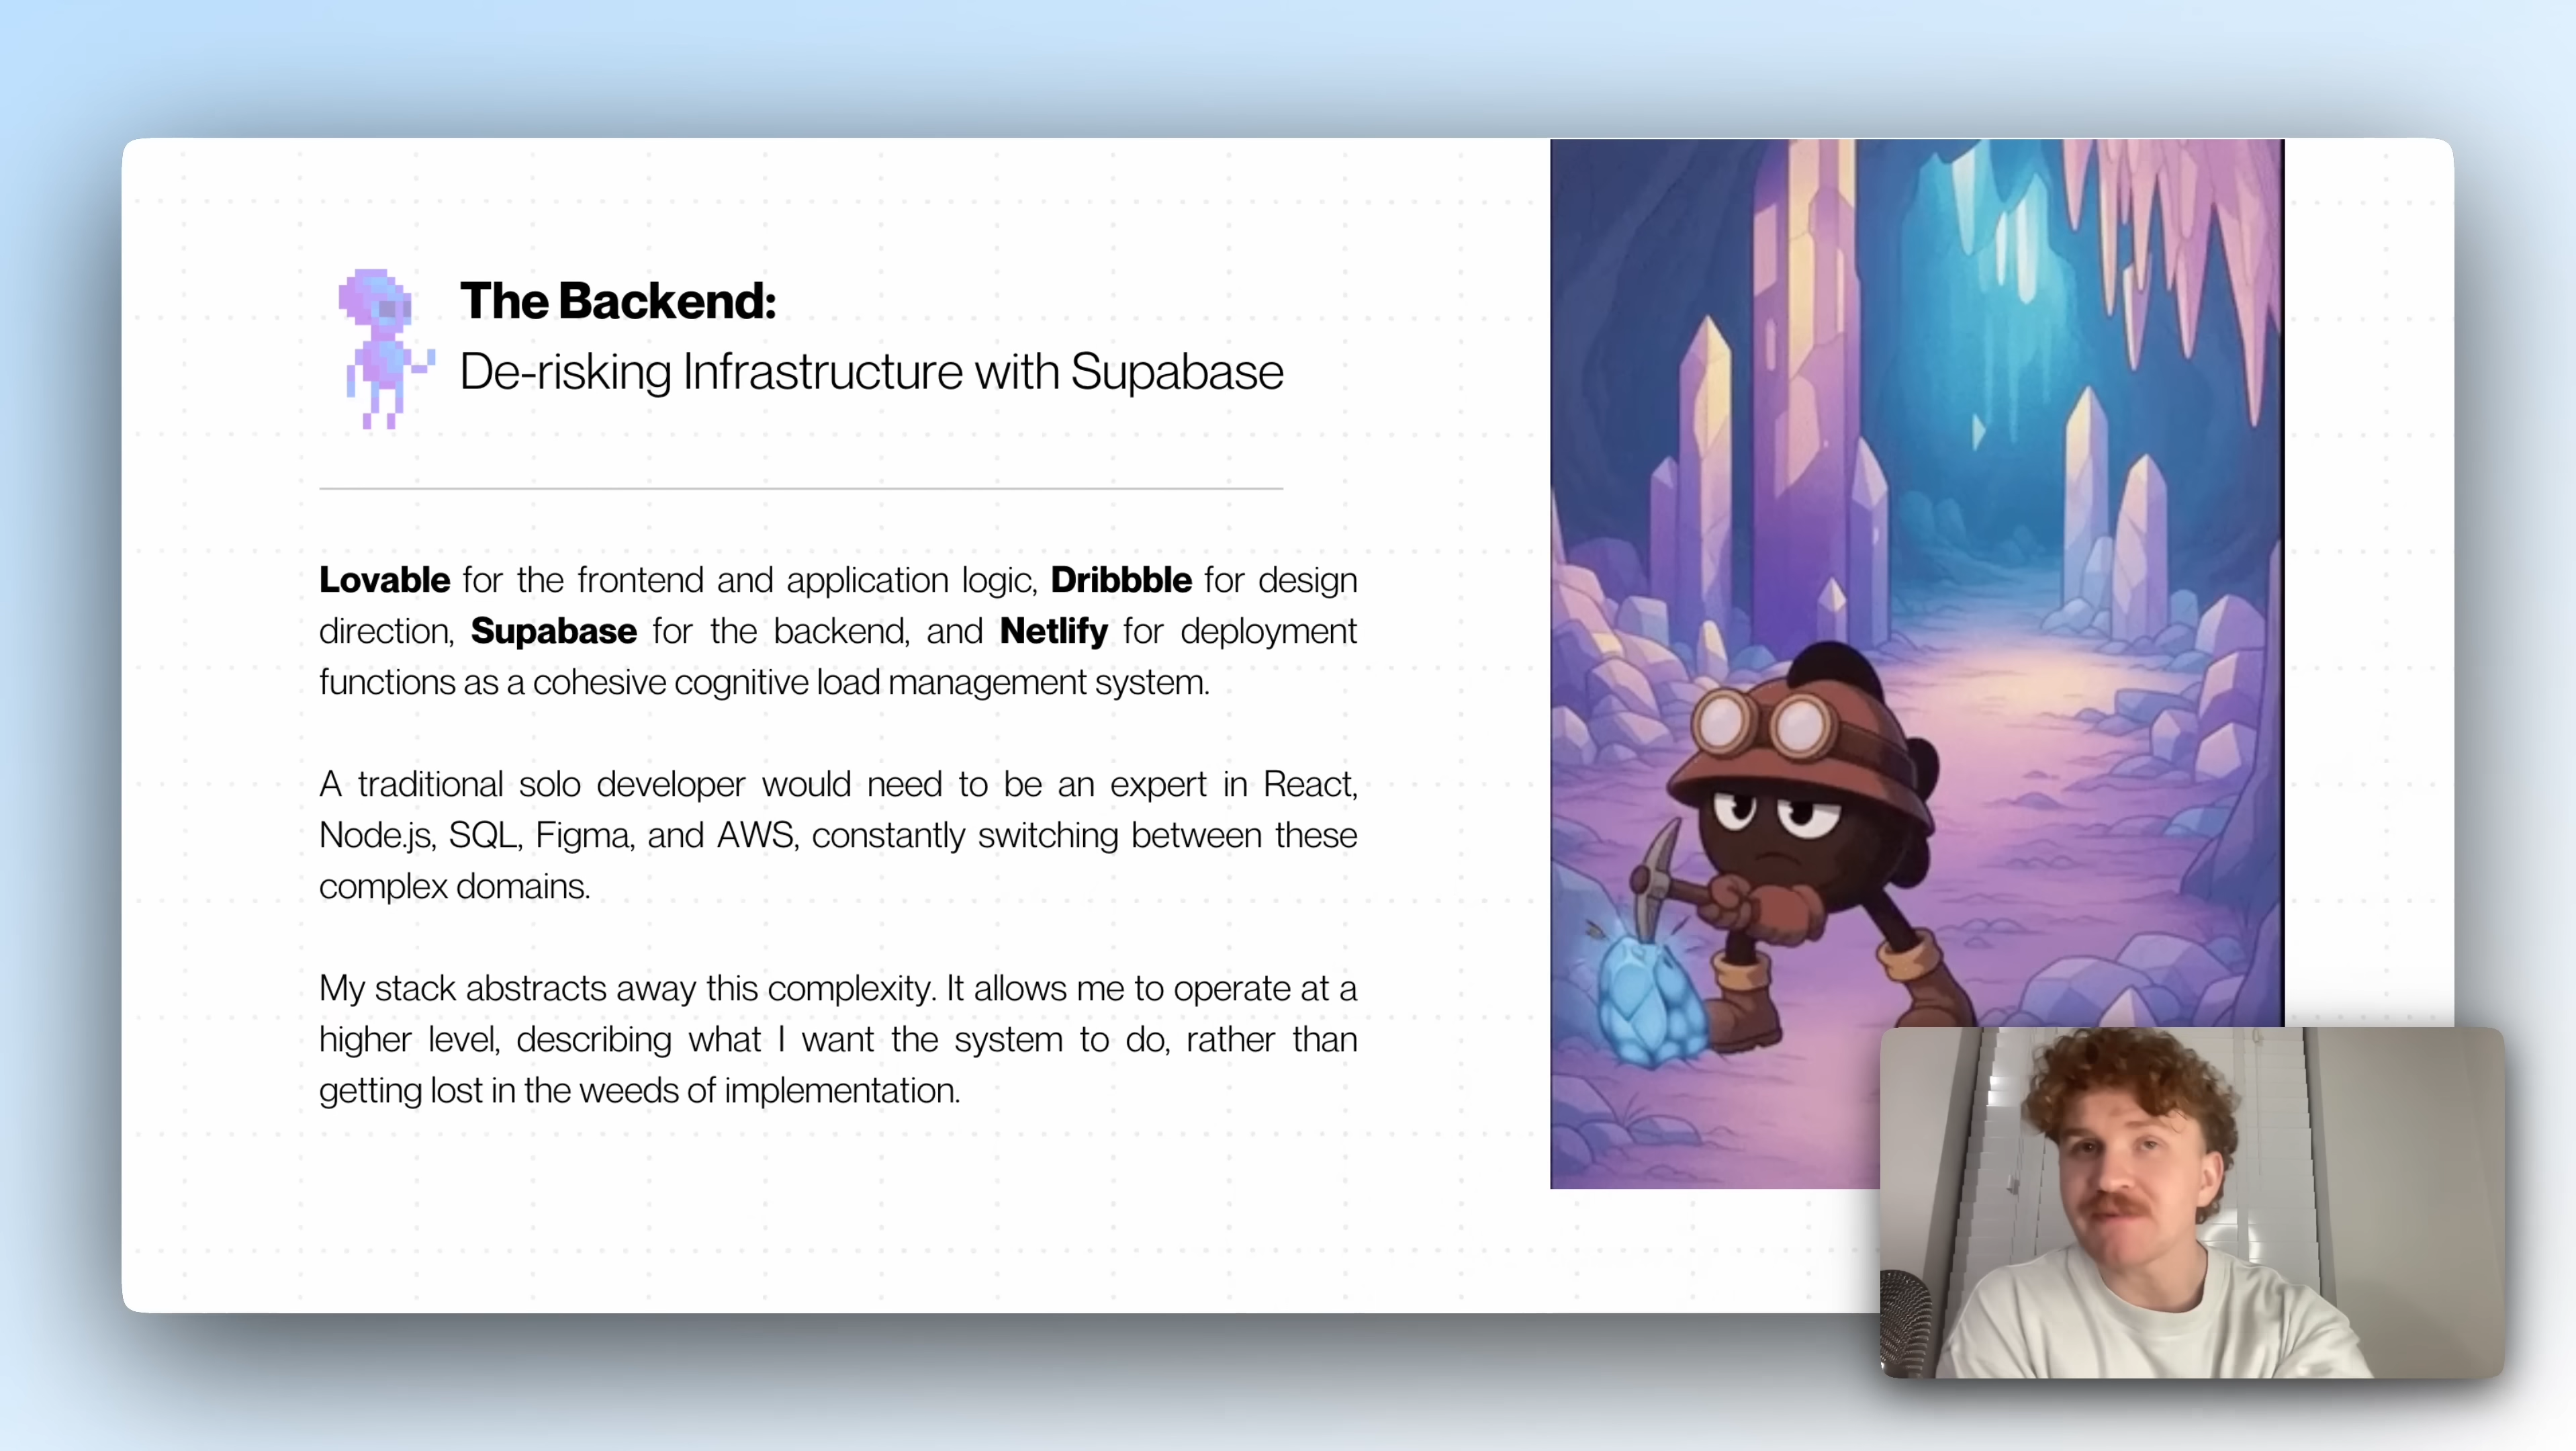 The Backend:
De-risking Infrastructure with Supabase
Lovable for the frontend and application logic, Dribbble for design
direction, Supabase for the backend, and Netlify for deployment
functions as a cohesive cognitive load management system.
A traditional solo developer would need to be an expert in React,
Node.js, SQL, Figma, and AWS, constantly switching between these
complex domains.
My stack abstracts away this complexity. It allows me to operate at a
higher level, describing what I want the system to do, rather than
getting lost in the weeds of implementation.